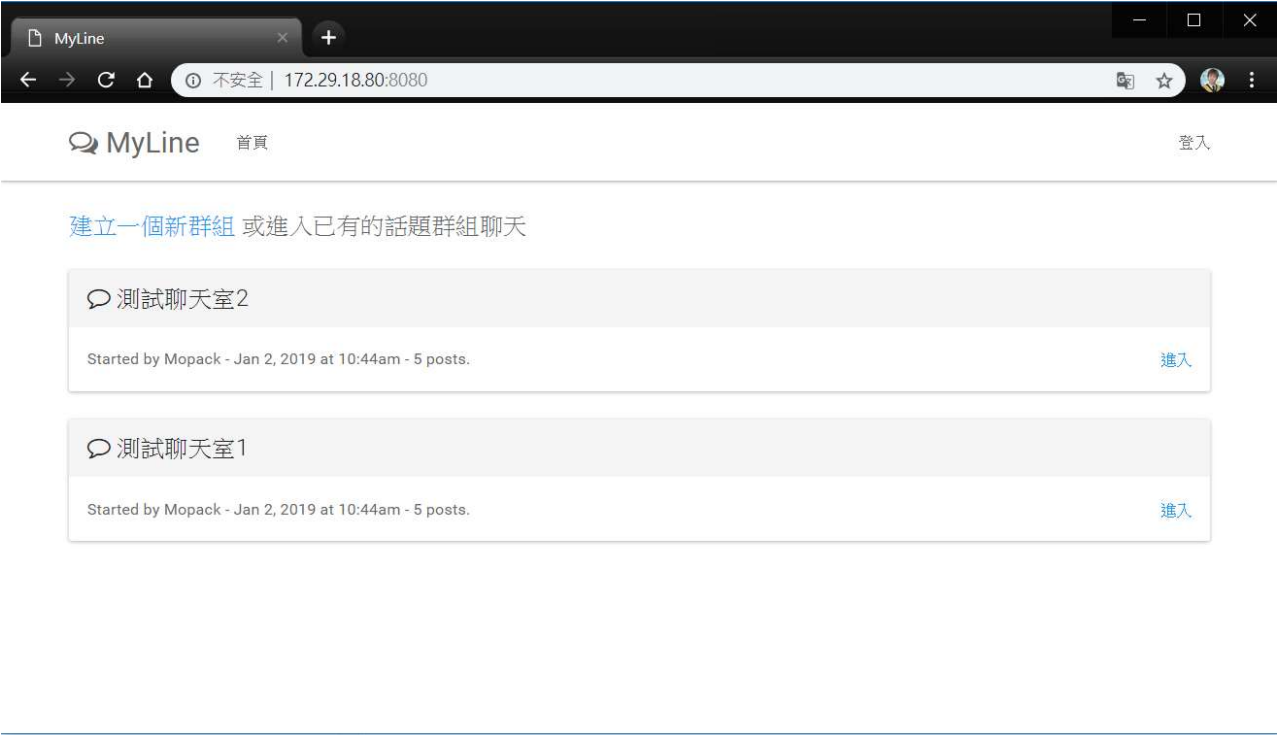 MyLine
不安全 | 172.29.18.80:8080
MyLine 首頁 登入
建立一個新群組 或進入已有的話題群組聊天
測試聊天室2
Started by Mopack - Jan 2, 2019 at 10:44am - 5 posts. 進入
測試聊天室1
Started by Mopack - Jan 2, 2019 at 10:44am - 5 posts. 進入